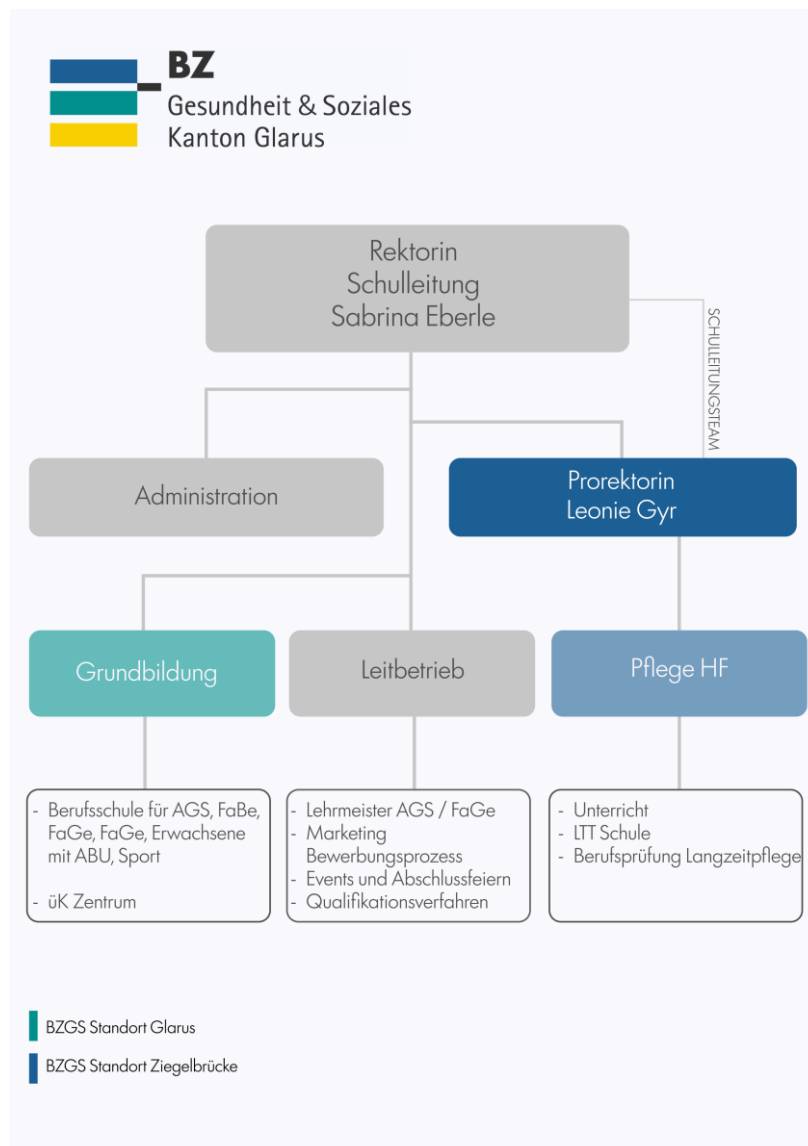 BZ
Gesundheit & Soziales
Kanton Glarus
Rektorin
Schulleitung
Sabrina Eberle
SCHULLEITUNGSTEAM
Administration
Prorektorin
Leonie Gyr
Grundbildung
Leitbetrieb
Pflege HF
- Berufsschule für AGS, FaBe,
FaGe, FaGe, Erwachsene
mit ABU, Sport
- üK Zentrum
- Lehrmeister AGS / FaGe
- Marketing
Bewerbungsprozess
- Events und Abschlussfeiern
- Qualifikationsverfahren
- Unterricht
- LTT Schule
- Berufsprüfung Langzeitpflege
BZGS Standort Glarus
BZGS Standort Ziegelbrücke